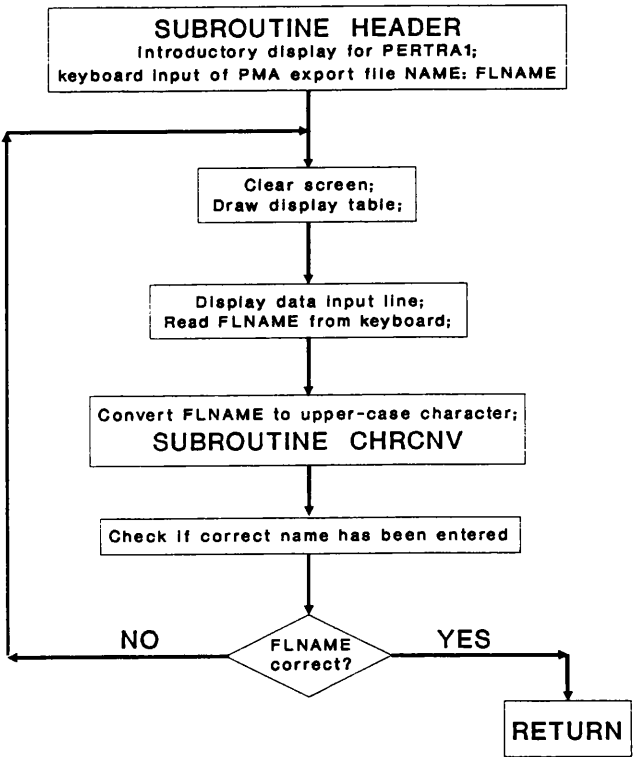 SUBROUTINE HEADER
Introductory display for PERTRA1;
keyboard input of PMA export file NAME: FLNAME
Clear screen;
Draw display table;
Display data input line;
Read FLNAME from keyboard;
Convert FLNAME to upper-case character;
SUBROUTINE CHRCNV
Check if correct name has been entered
FLNAME
correct?
NO
YES
RETURN